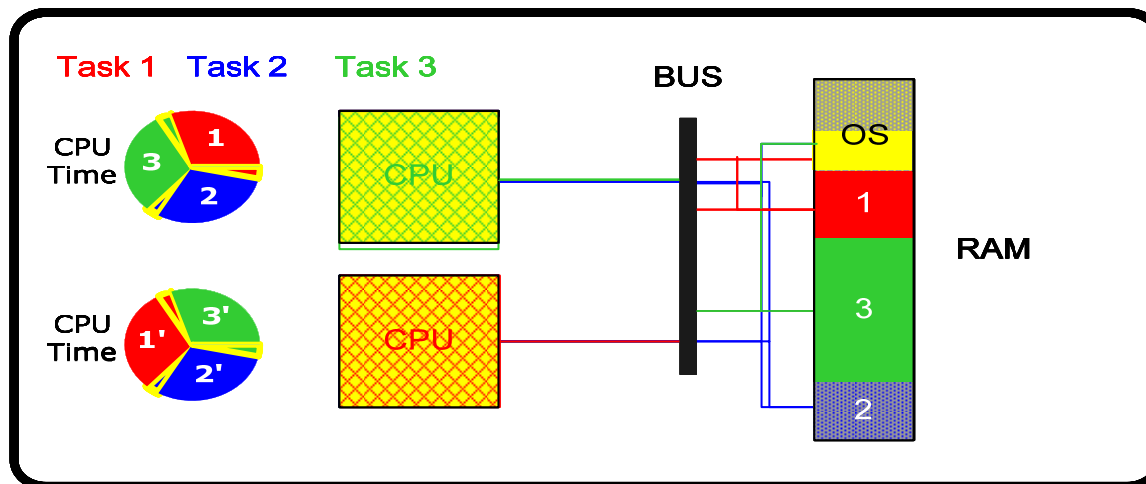 Task 1 Task 2 Task 3
BUS
CPU
Time
1
2
3
CPU
OS
1
3
2
RAM
CPU
Time
1'
2'
3'
CPU